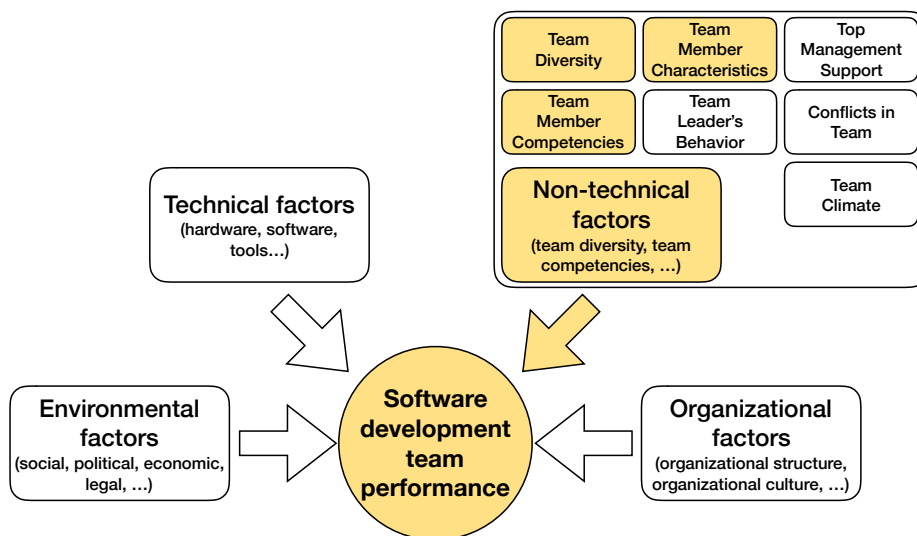 Team
Diversity
Team
Member
Characteristics
Top
Management
Support
Team
Member
Competencies
Team
Leader's
Behavior
Conflicts in
Team
Team
Climate
Non-technical
factors
(team diversity, team
competencies, ...)
Technical factors
(hardware, software,
tools...)
Software
development
team
performance
Environmental
factors
(social, political, economic,
legal, ...)
Organizational
factors
(organizational structure,
organizational culture, ...)